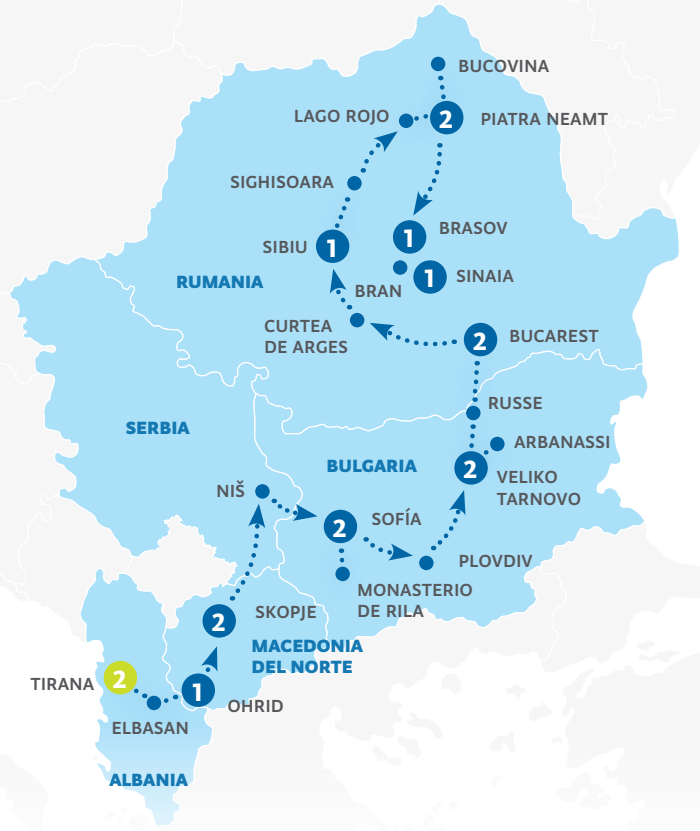 BUCOVINA
LAGO ROJO
2
PIATRA NEAMT
SIGHISOARA
SIBIU
1
1
BRASOV
RUMANIA
BRAN
1
SINAIA
CURTEA
DE ARGES
2
BUCAREST
RUSSE
SERBIA
ARBANASSI
BULGARIA
2
VELIKO
TARNOVO
NIŠ
2
SOFÍA
PLOVDIV
MONASTERIO
DE RILA
2
SKOPJE
MACEDONIA
DEL NORTE
TIRANA
2
1
OHRID
ELBASAN
ALBANIA